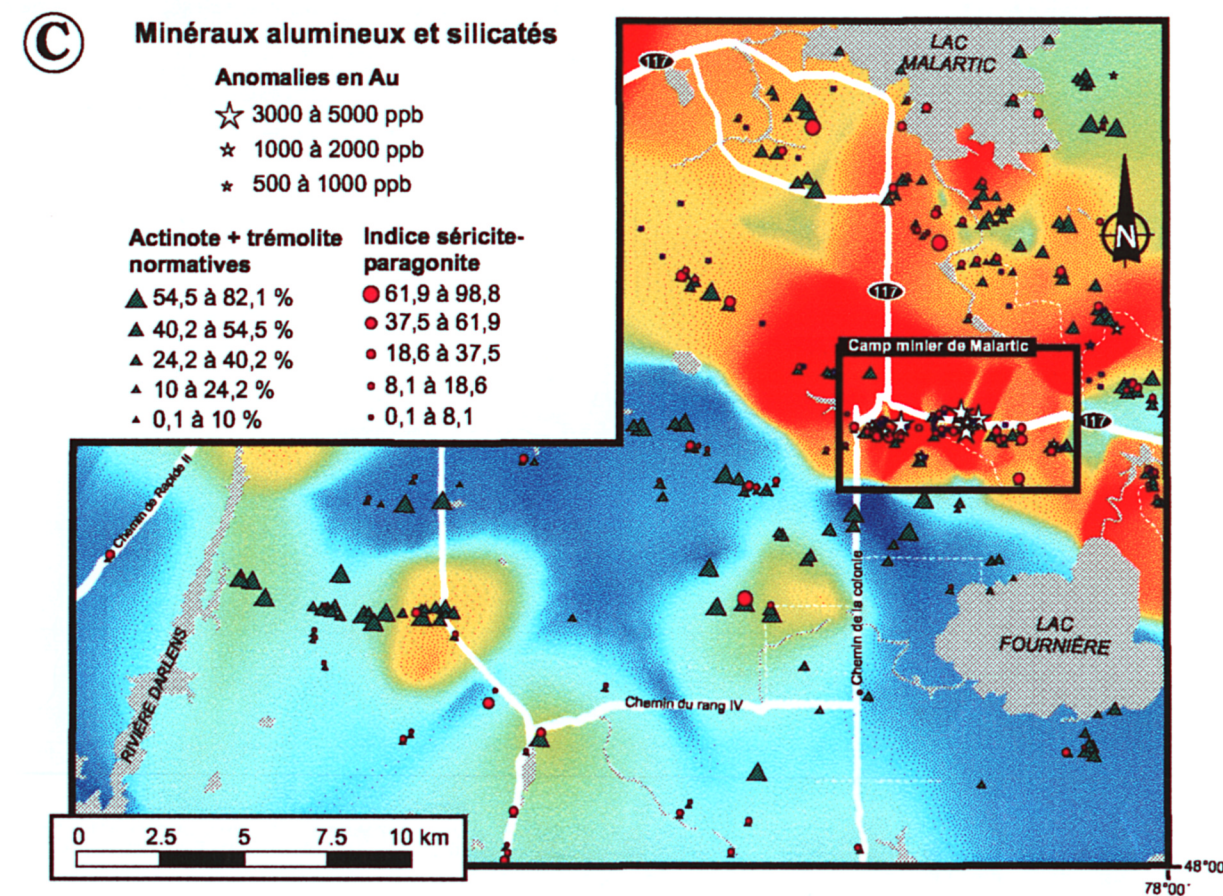 C
Minéraux alumineux et silicatés
Anomalies en Au
3000 à 5000 ppb
1000 à 2000 ppb
500 à 1000 ppb
Actinote + trémolite
normatives
54,5 à 82,1 %
40,2 à 54,5 %
24,2 à 40,2 %
10 à 24,2 %
0,1 à 10 %
Indice séricite-
paragonite
61,9 à 98,8
37,5 à 61,9
18,6 à 37,5
8,1 à 18,6
0,1 à 8,1
117
LAC
MALARTIC
N
117
Camp minier de Malartic
117
Chemin de Rapide II
RIVIÈRE DARLENS
Chemin de la colonie
LAC
FOURNIÈRE
Chemin du rang IV
0 2.5 5 7.5 10 km
48°00'
78°00'